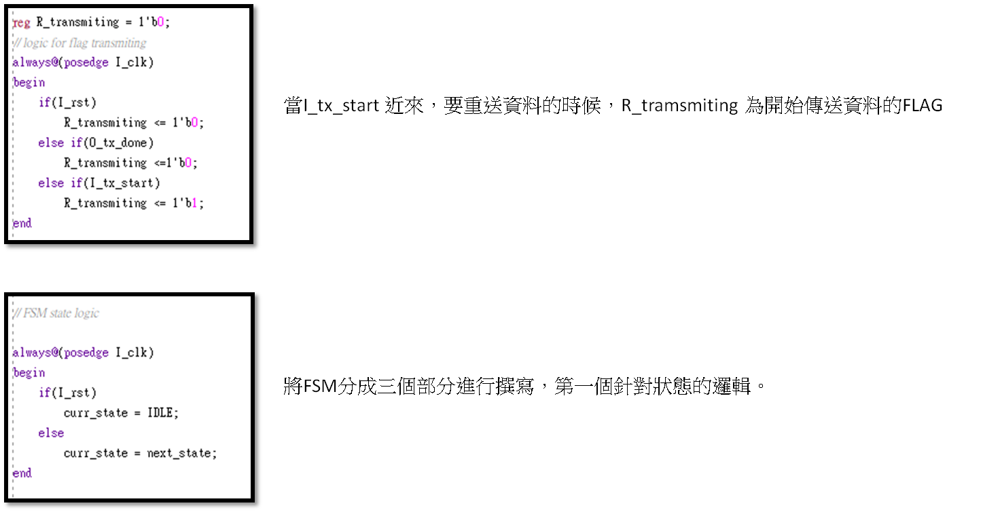 reg R_transmiting = 1'b0;
// logic for flag transmiting
always@(posedge I_clk)
begin
if(I_rst)
R_transmiting <= 1'b0;
else if(O_tx_done)
R_transmiting <=1'b0;
else if(I_tx_start)
R_transmiting <= 1'b1;
end
當I_tx_start 近來，要重送資料的時候，R_tramsmiting 為開始傳送資料的FLAG
// FSM state logic
always@(posedge I_clk)
begin
if(I_rst)
curr_state = IDLE;
else
curr_state = next_state;
end
將FSM分成三個部分進行撰寫，第一個針對狀態的邏輯。